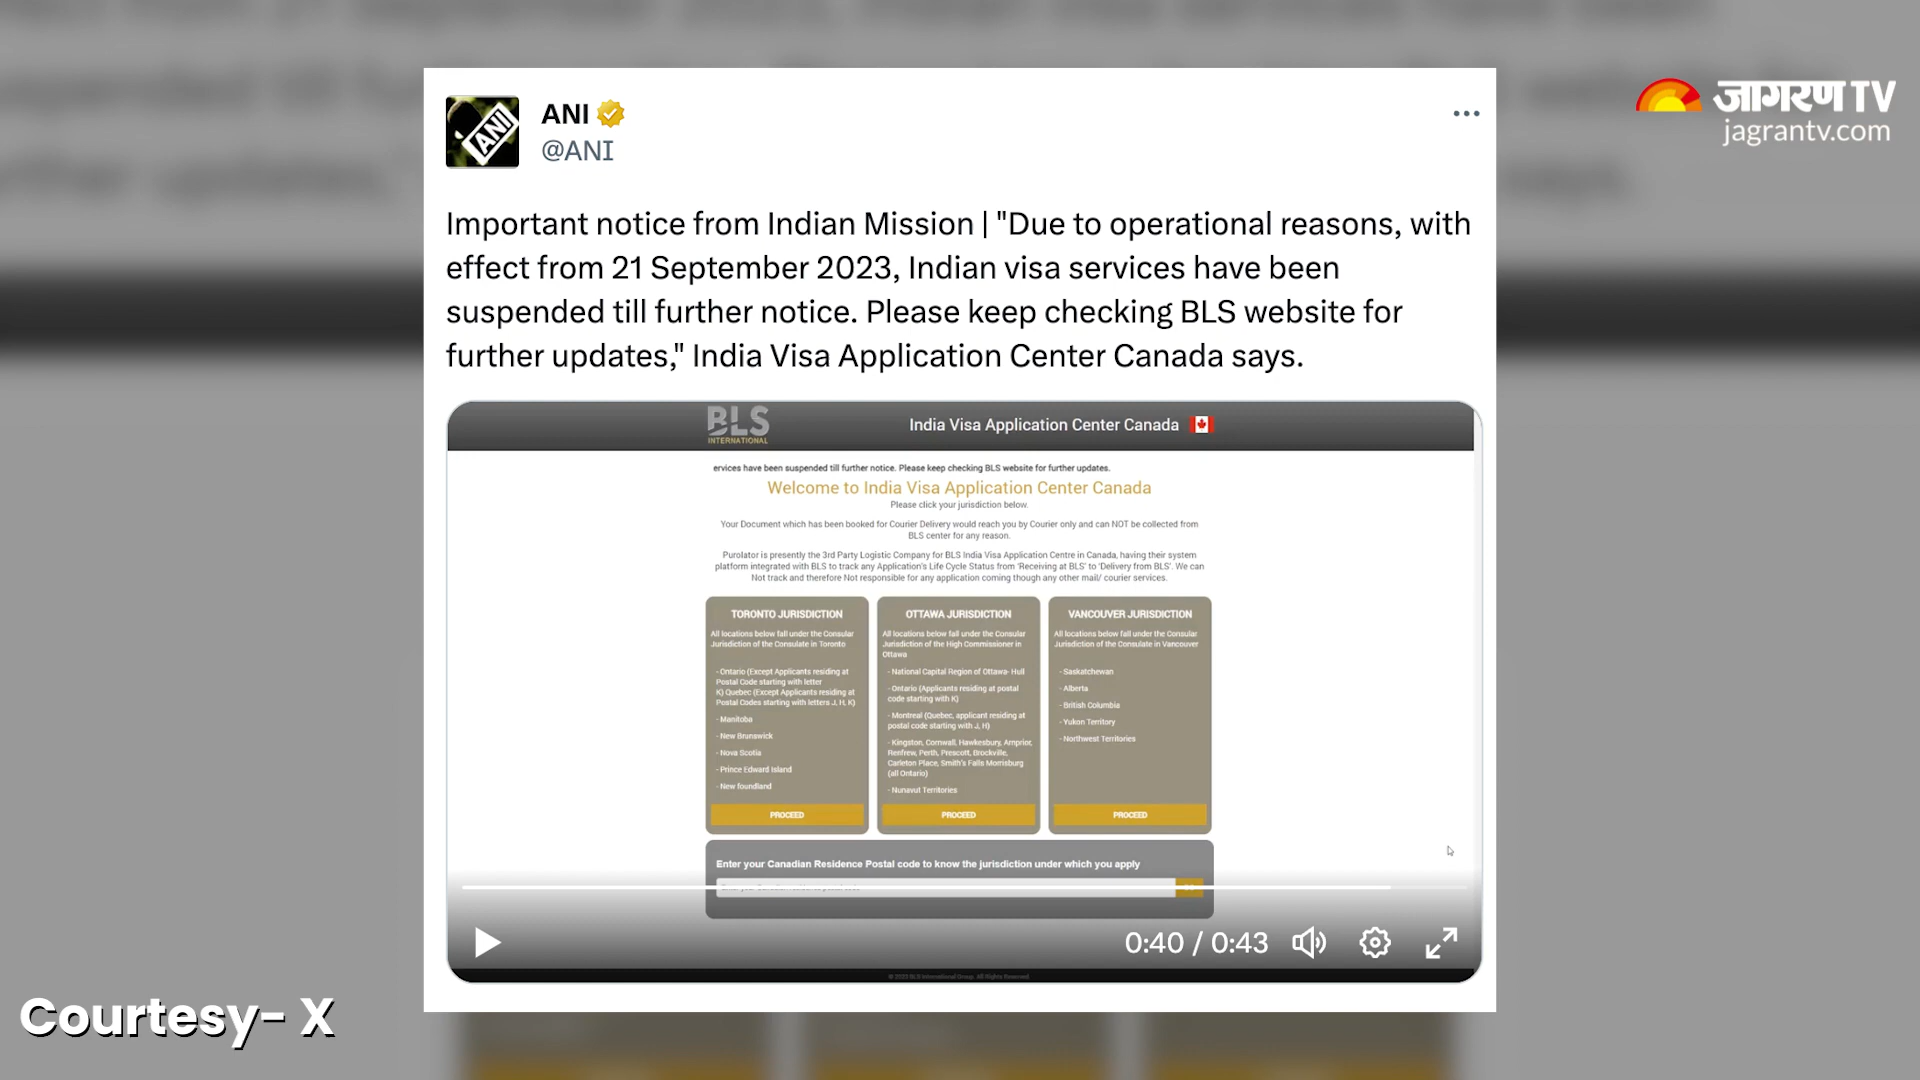 जागरण TV
jagrantv.com
ANI
ANI
@ANI
Important notice from Indian Mission | "Due to operational reasons, with
effect from 21 September 2023, Indian visa services have been
suspended till further notice. Please keep checking BLS website for
further updates," India Visa Application Center Canada says.
BLS
INTERNATIONAL
India Visa Application Center Canada
ervices have been suspended till further notice. Please keep checking BLS website for further updates.
Welcome to India Visa Application Center Canada
Please click your jurisdiction below.
Your Document which has been booked for Courier Delivery would reach you by Courier only and can NOT be collected from
BLS center for any reason.
Purolator is presently the 3rd Party Logistic Company for BLS India Visa Application Centre in Canada, having their system
platform integrated with BLS to track any Application's Life Cycle Status from 'Receiving at BLS' to 'Delivery from BLS'. We can
Not track and therefore Not responsible for any application coming though any other mail/ courier services.
TORONTO JURISDICTION
All locations below fall under the Consular
Jurisdiction of the Consulate in Toronto
- Ontario (Except Applicants residing at
Postal Code starting with letter
K) Quebec (Except Applicants residing at
Postal Codes starting with letters J, H, K)
- Manitoba
- New Brunswick
- Nova Scotia
- Prince Edward Island
- New foundland
PROCEED
OTTAWA JURISDICTION
All locations below fall under the Consular
Jurisdiction of the High Commissioner in
Ottawa
- National Capital Region of Ottawa- Hull
- Ontario (Applicants residing at postal
code starting with K)
- Montreal (Quebec, applicant residing at
postal code starting with J, H)
- Kingston, Cornwall, Hawkesbury, Arnprior,
Renfrew, Perth, Prescott, Brockville,
Carleton Place, Smith's Falls Morrisburg
(all Ontario)
- Nunavut Territories
PROCEED
VANCOUVER JURISDICTION
All locations below fall under the Consular
Jurisdiction of the Consulate in Vancouver
- Saskatchewan
- Alberta
- British Columbia
- Yukon Territory
- Northwest Territories
PROCEED
Enter your Canadian Residence Postal code to know the jurisdiction under which you apply
0:40 / 0:43
© 2023 BLS International Group. All Rights Reserved
Courtesy- X